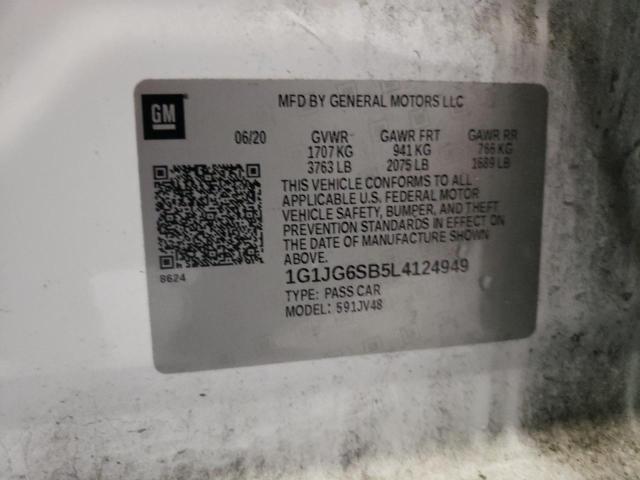 GM
MFD BY GENERAL MOTORS LLC
06/20 GVWR GAWR FRT GAWR RR
1707 KG 941 KG 766 KG
3763 LB 2075 LB 1689 LB
THIS VEHICLE CONFORMS TO ALL
APPLICABLE U.S. FEDERAL MOTOR
VEHICLE SAFETY, BUMPER, AND THEFT
PREVENTION STANDARDS IN EFFECT ON
THE DATE OF MANUFACTURE SHOWN
ABOVE.
8624
1G1JG6SB5L4124949
TYPE: PASS CAR
MODEL: 591JV48